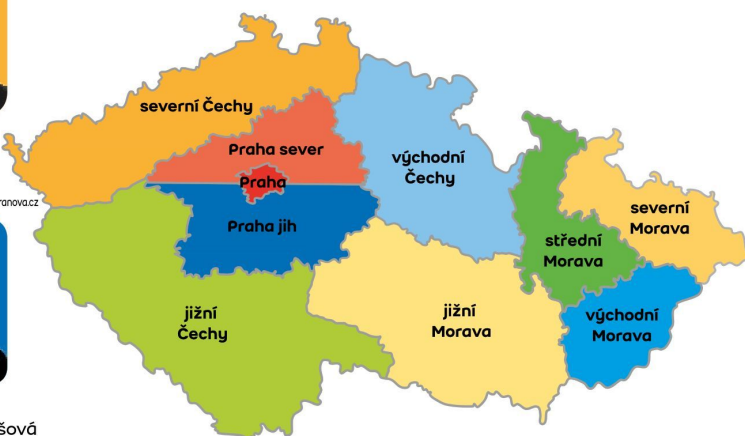 severní Čechy
Praha sever
východní
Čechy
Praha
ranova.cz
Praha jih
severní
Morava
střední
Morava
jižní
Čechy
jižní
Morava
východní
Morava
šová